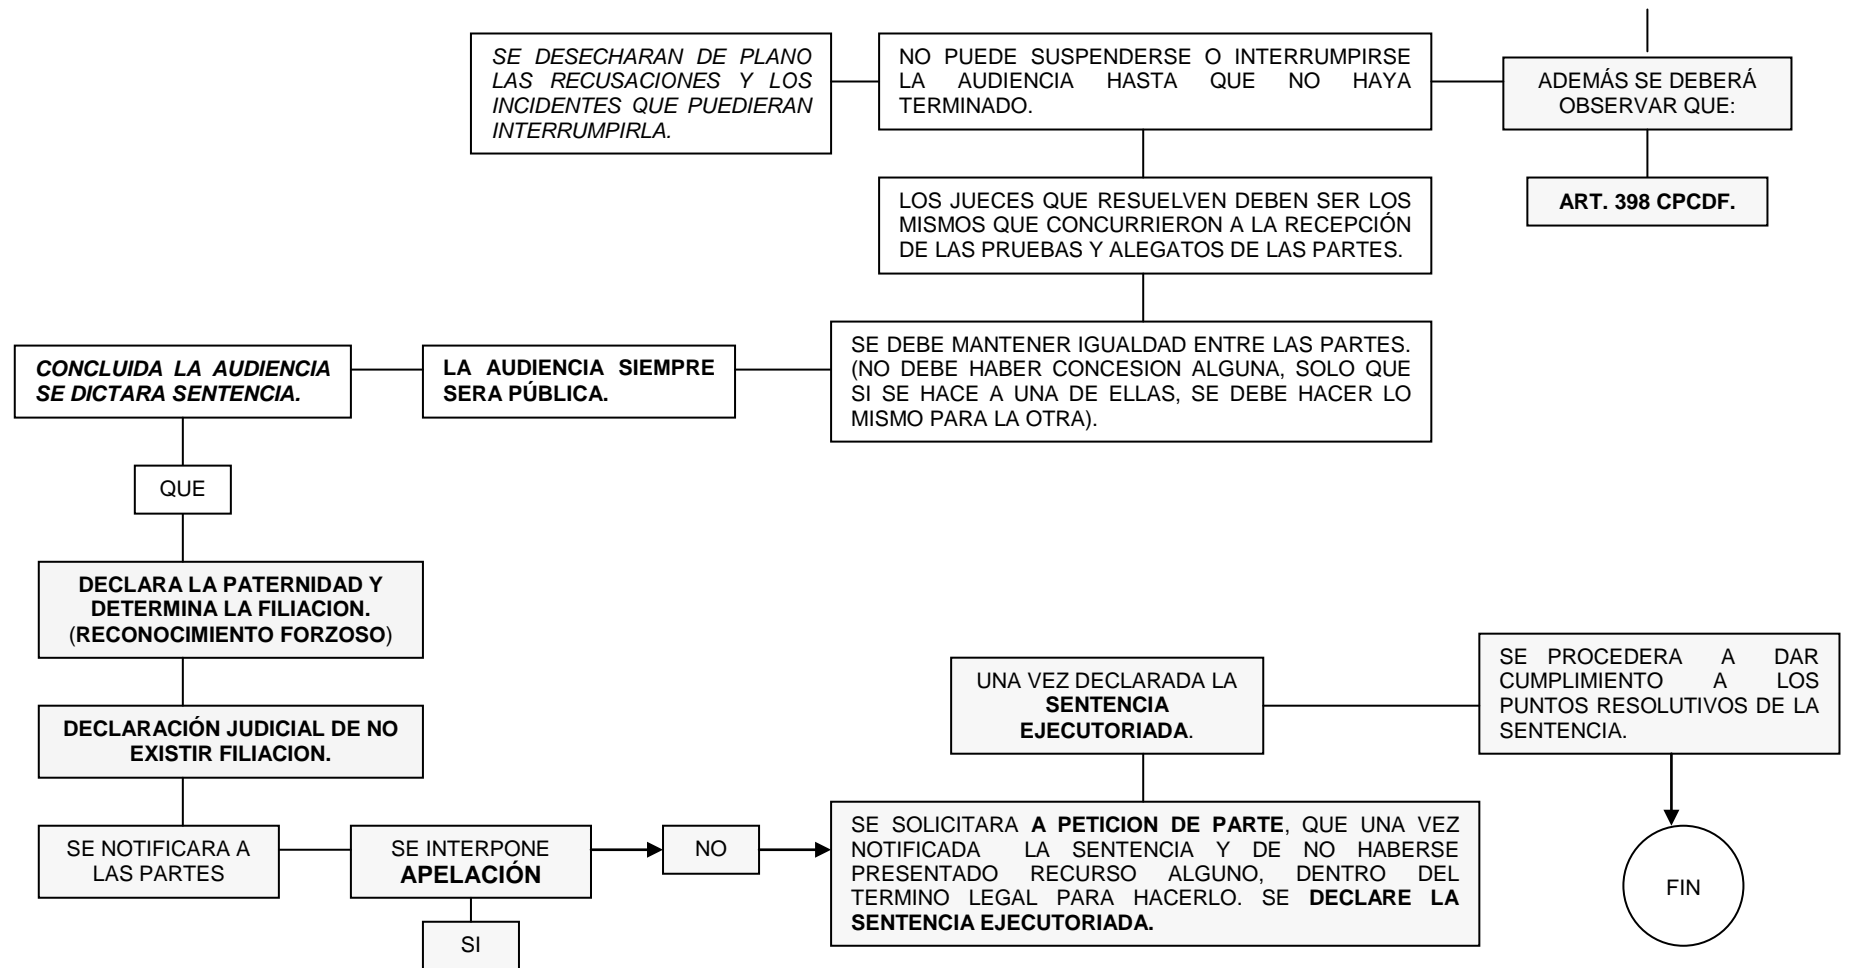 SE DESECHARAN DE PLANO
LAS RECUSACIONES Y LOS
INCIDENTES QUE PUEDIERAN
INTERRUMPIRLA.
NO PUEDE SUSPENDERSE O INTERRUMPIRSE
LA AUDIENCIA HASTA QUE NO HAYA
TERMINADO.
ADEMÁS SE DEBERÁ
OBSERVAR QUE:
ART. 398 CPCDF.
LOS JUECES QUE RESUELVEN DEBEN SER LOS
MISMOS QUE CONCURRIERON A LA RECEPCIÓN
DE LAS PRUEBAS Y ALEGATOS DE LAS PARTES.
SE DEBE MANTENER IGUALDAD ENTRE LAS PARTES.
(NO DEBE HABER CONCESION ALGUNA, SOLO QUE
SI SE HACE A UNA DE ELLAS, SE DEBE HACER LO
MISMO PARA LA OTRA).
LA AUDIENCIA SIEMPRE
SERA PÚBLICA.
CONCLUIDA LA AUDIENCIA
SE DICTARA SENTENCIA.
QUE
DECLARA LA PATERNIDAD Y
DETERMINA LA FILIACION.
(RECONOCIMIENTO FORZOSO)
DECLARACIÓN JUDICIAL DE NO
EXISTIR FILIACION.
SE NOTIFICARA A
LAS PARTES
SE INTERPONE
APELACIÓN
SI
NO
SE SOLICITARA A PETICION DE PARTE, QUE UNA VEZ
NOTIFICADA LA SENTENCIA Y DE NO HABERSE
PRESENTADO RECURSO ALGUNO, DENTRO DEL
TERMINO LEGAL PARA HACERLO. SE DECLARE LA
SENTENCIA EJECUTORIADA.
UNA VEZ DECLARADA LA
SENTENCIA
EJECUTORIADA.
SE PROCEDERA A DAR
CUMPLIMIENTO A LOS
PUNTOS RESOLUTIVOS DE LA
SENTENCIA.
FIN